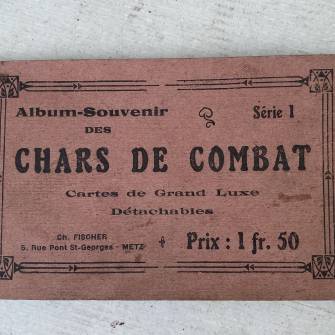 Album-Souvenir
Série 1
DES
CHARS DE COMBAT
Cartes de Grand Luxe
Détachables
Ch. FISCHER
5, Rue Pont St-Georges - METZ
Prix : 1 fr. 50